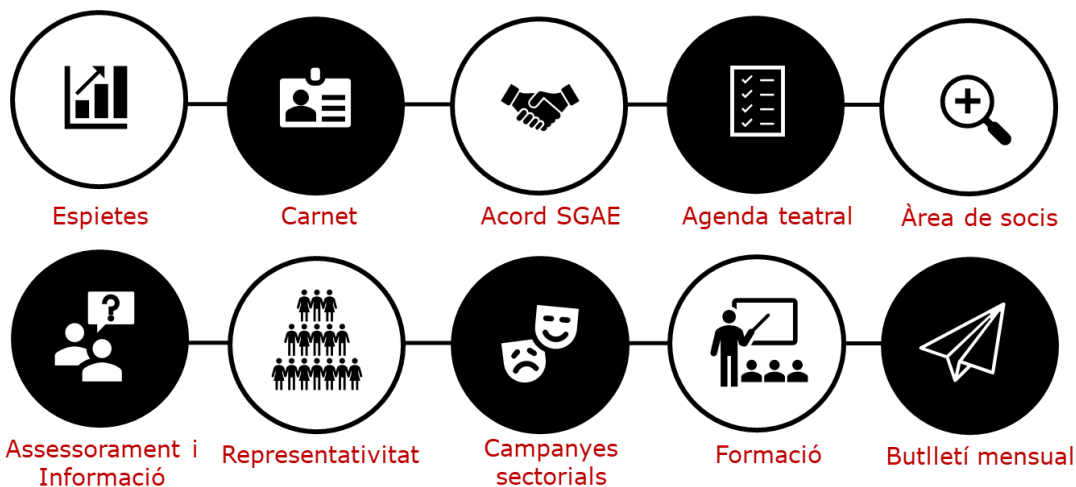 Espietes
Carnet
Acord SGAE
Agenda teatral
Àrea de socis
?
Assessorament i
Informació
Representativitat
Campanyes
sectorials
Formació
Butlletí mensual